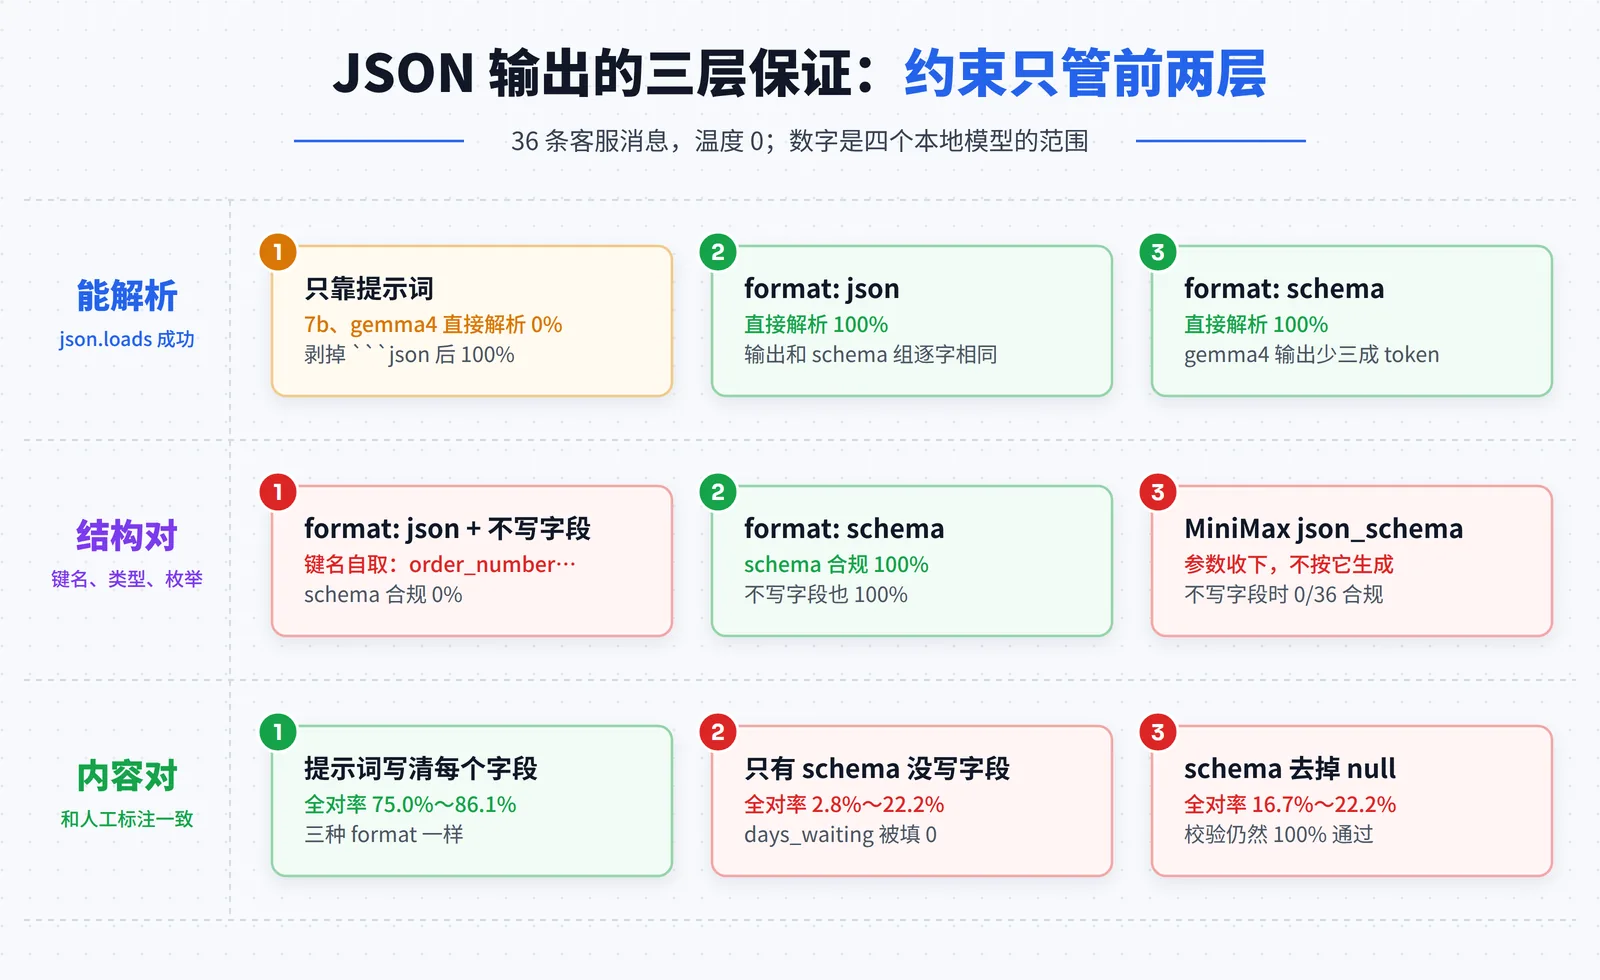 JSON 输出的三层保证：约束只管前两层
36 条客服消息，温度 0；数字是四个本地模型的范围
能解析
json.loads 成功
1
只靠提示词
7b、gemma4 直接解析 0%
剥掉 ```json 后 100%
2
format: json
直接解析 100%
输出和 schema 组逐字相同
3
format: schema
直接解析 100%
gemma4 输出少三成 token
结构对
键名、类型、枚举
1
format: json + 不写字段
键名自取：order_number…
schema 合规 0%
2
format: schema
schema 合规 100%
不写字段也 100%
3
MiniMax json_schema
参数收下，不按它生成
不写字段时 0/36 合规
内容对
和人工标注一致
1
提示词写清每个字段
全对率 75.0%～86.1%
三种 format 一样
2
只有 schema 没写字段
全对率 2.8%～22.2%
days_waiting 被填 0
3
schema 去掉 null
全对率 16.7%～22.2%
校验仍然 100% 通过